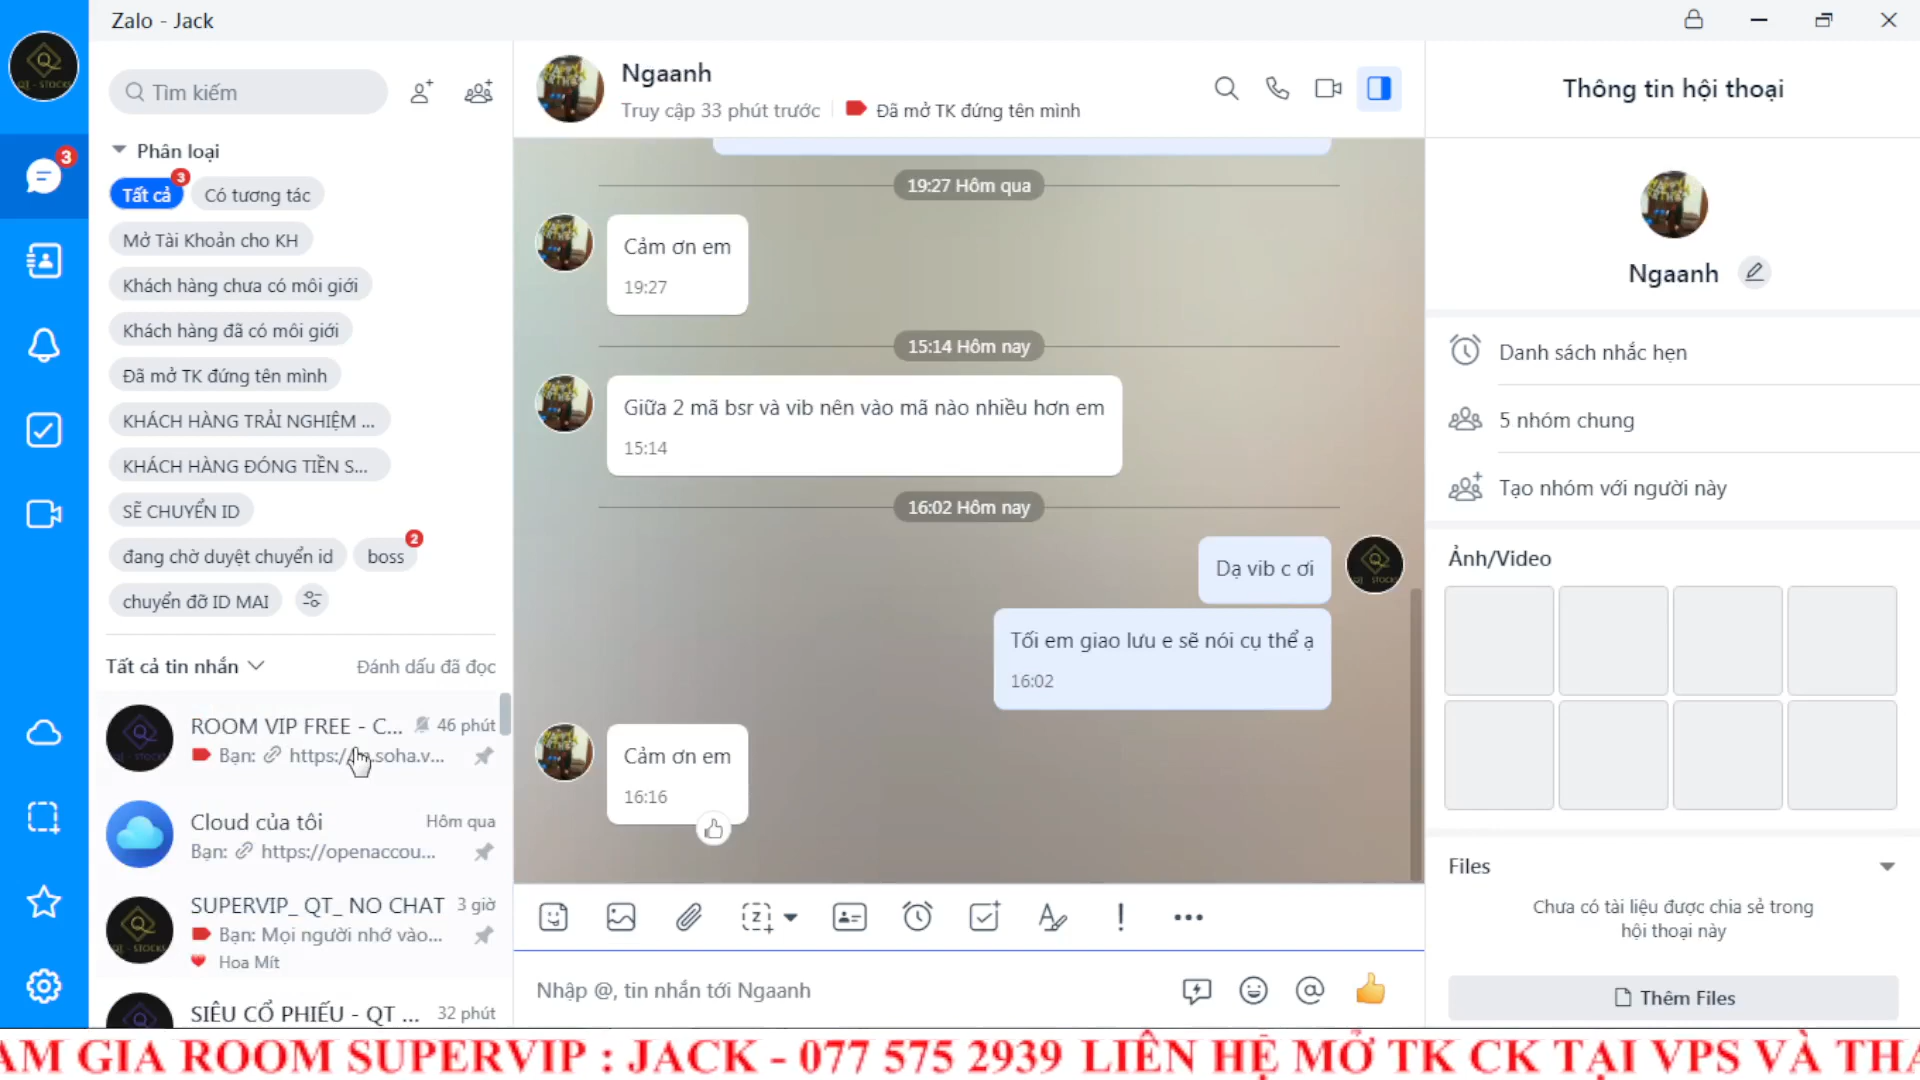 Zalo - Jack
Tìm kiếm
Phân loại
3
Tất cả
3
Có tương tác
Mở Tài Khoản cho KH
Khách hàng chưa có môi giới
Khách hàng đã có môi giới
Đã mở TK đứng tên mình
KHÁCH HÀNG TRẢI NGHIỆM ...
KHÁCH HÀNG ĐÓNG TIỀN S...
SẼ CHUYỂN ID
đang chờ duyệt chuyển id
boss
2
chuyển đỡ ID MAI
Tất cả tin nhắn
Đánh dấu đã đọc
ROOM VIP FREE - C...
46 phút
Bạn: https://m.soha.v...
Cloud của tôi
Hôm qua
Bạn: https://openaccou...
SUPERVIP_ QT_ NO CHAT
3 giờ
Bạn: Mọi người nhớ vào...
Hoa Mít
SIÊU CỔ PHIẾU - QT ...
32 phút
Ngaanh
Truy cập 33 phút trước
Đã mở TK đứng tên mình
19:27 Hôm qua
Cảm ơn em
19:27
15:14 Hôm nay
Giữa 2 mã bsr và vib nên vào mã nào nhiều hơn em
15:14
16:02 Hôm nay
Dạ vib c ơi
Tối em giao lưu e sẽ nói cụ thể ạ
16:02
Cảm ơn em
16:16
Nhập @, tin nhắn tới Ngaanh
Thông tin hội thoại
Ngaanh
Danh sách nhắc hẹn
5 nhóm chung
Tạo nhóm với người này
Ảnh/Video
Files
Chưa có tài liệu được chia sẻ trong
hội thoại này
Thêm Files
AM GIA ROOM SUPERVIP : JACK - 077 575 2939 LIÊN HỆ MỞ TK CK TẠI VPS VÀ THA